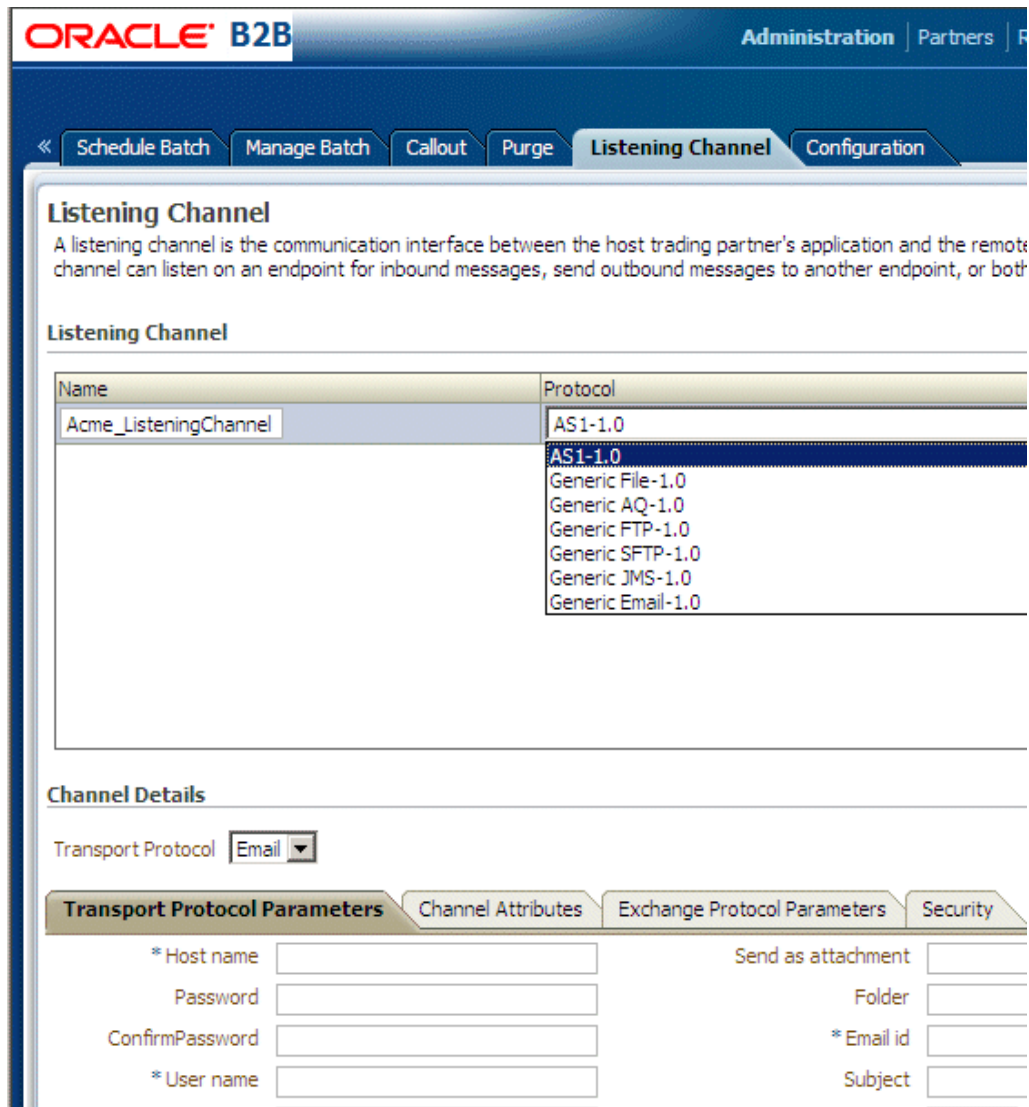 ORACLE B2B
Administration Partners R
« Schedule Batch Manage Batch Callout Purge Listening Channel Configuration
Listening Channel
A listening channel is the communication interface between the host trading partner's application and the remote
channel can listen on an endpoint for inbound messages, send outbound messages to another endpoint, or both
Listening Channel
Name Protocol
Acme_ListeningChannel AS1-1.0
AS1-1.0
Generic File-1.0
Generic AQ-1.0
Generic FTP-1.0
Generic SFTP-1.0
Generic JMS-1.0
Generic Email-1.0
Channel Details
Transport Protocol Email
Transport Protocol Parameters Channel Attributes Exchange Protocol Parameters Security
* Host name Send as attachment
Password Folder
ConfirmPassword * Email id
* User name Subject